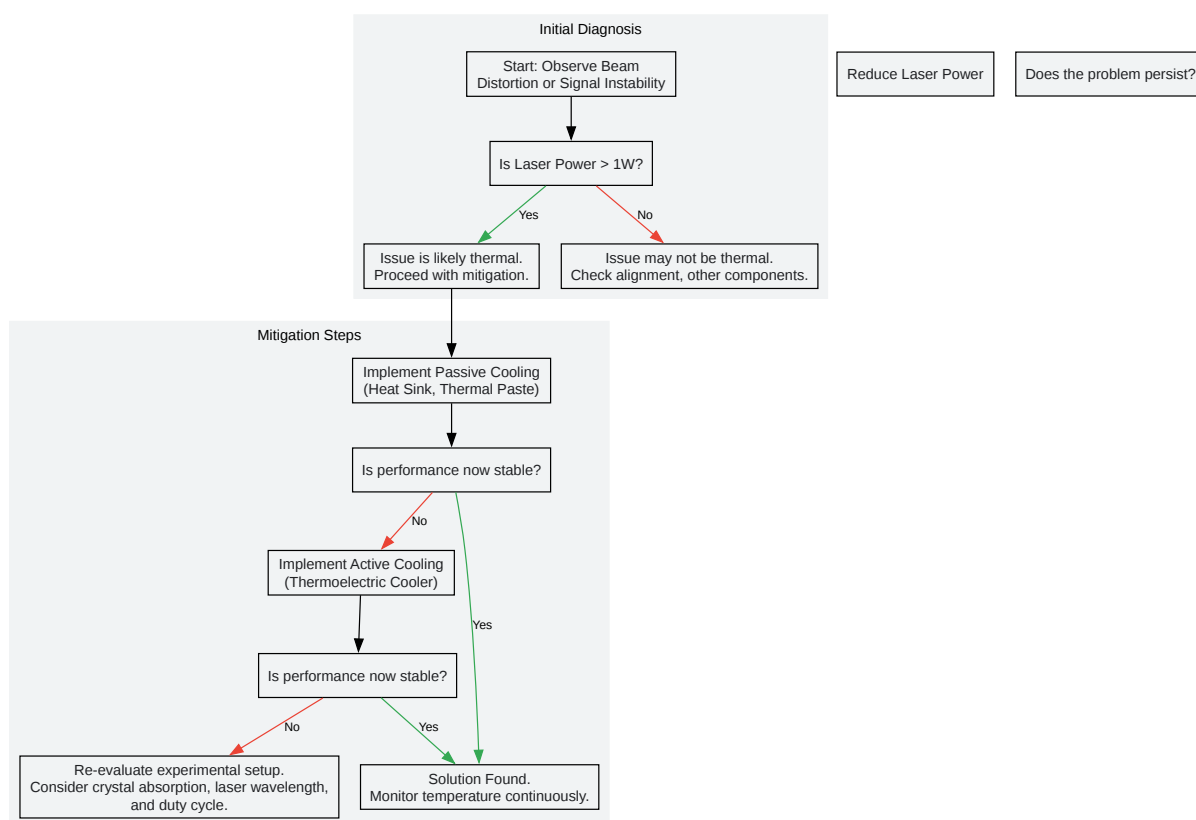 Initial Diagnosis
Start: Observe Beam
Distortion or Signal Instability
Reduce Laser Power
Does the problem persist?
Is Laser Power > 1W?
Yes
No
Issue is likely thermal.
Proceed with mitigation.
Issue may not be thermal.
Check alignment, other components.
Mitigation Steps
Implement Passive Cooling
(Heat Sink, Thermal Paste)
Is performance now stable?
No
Implement Active Cooling
(Thermoelectric Cooler)
Yes
Is performance now stable?
No
Yes
Re-evaluate experimental setup.
Consider crystal absorption, laser wavelength,
and duty cycle.
Solution Found.
Monitor temperature continuously.